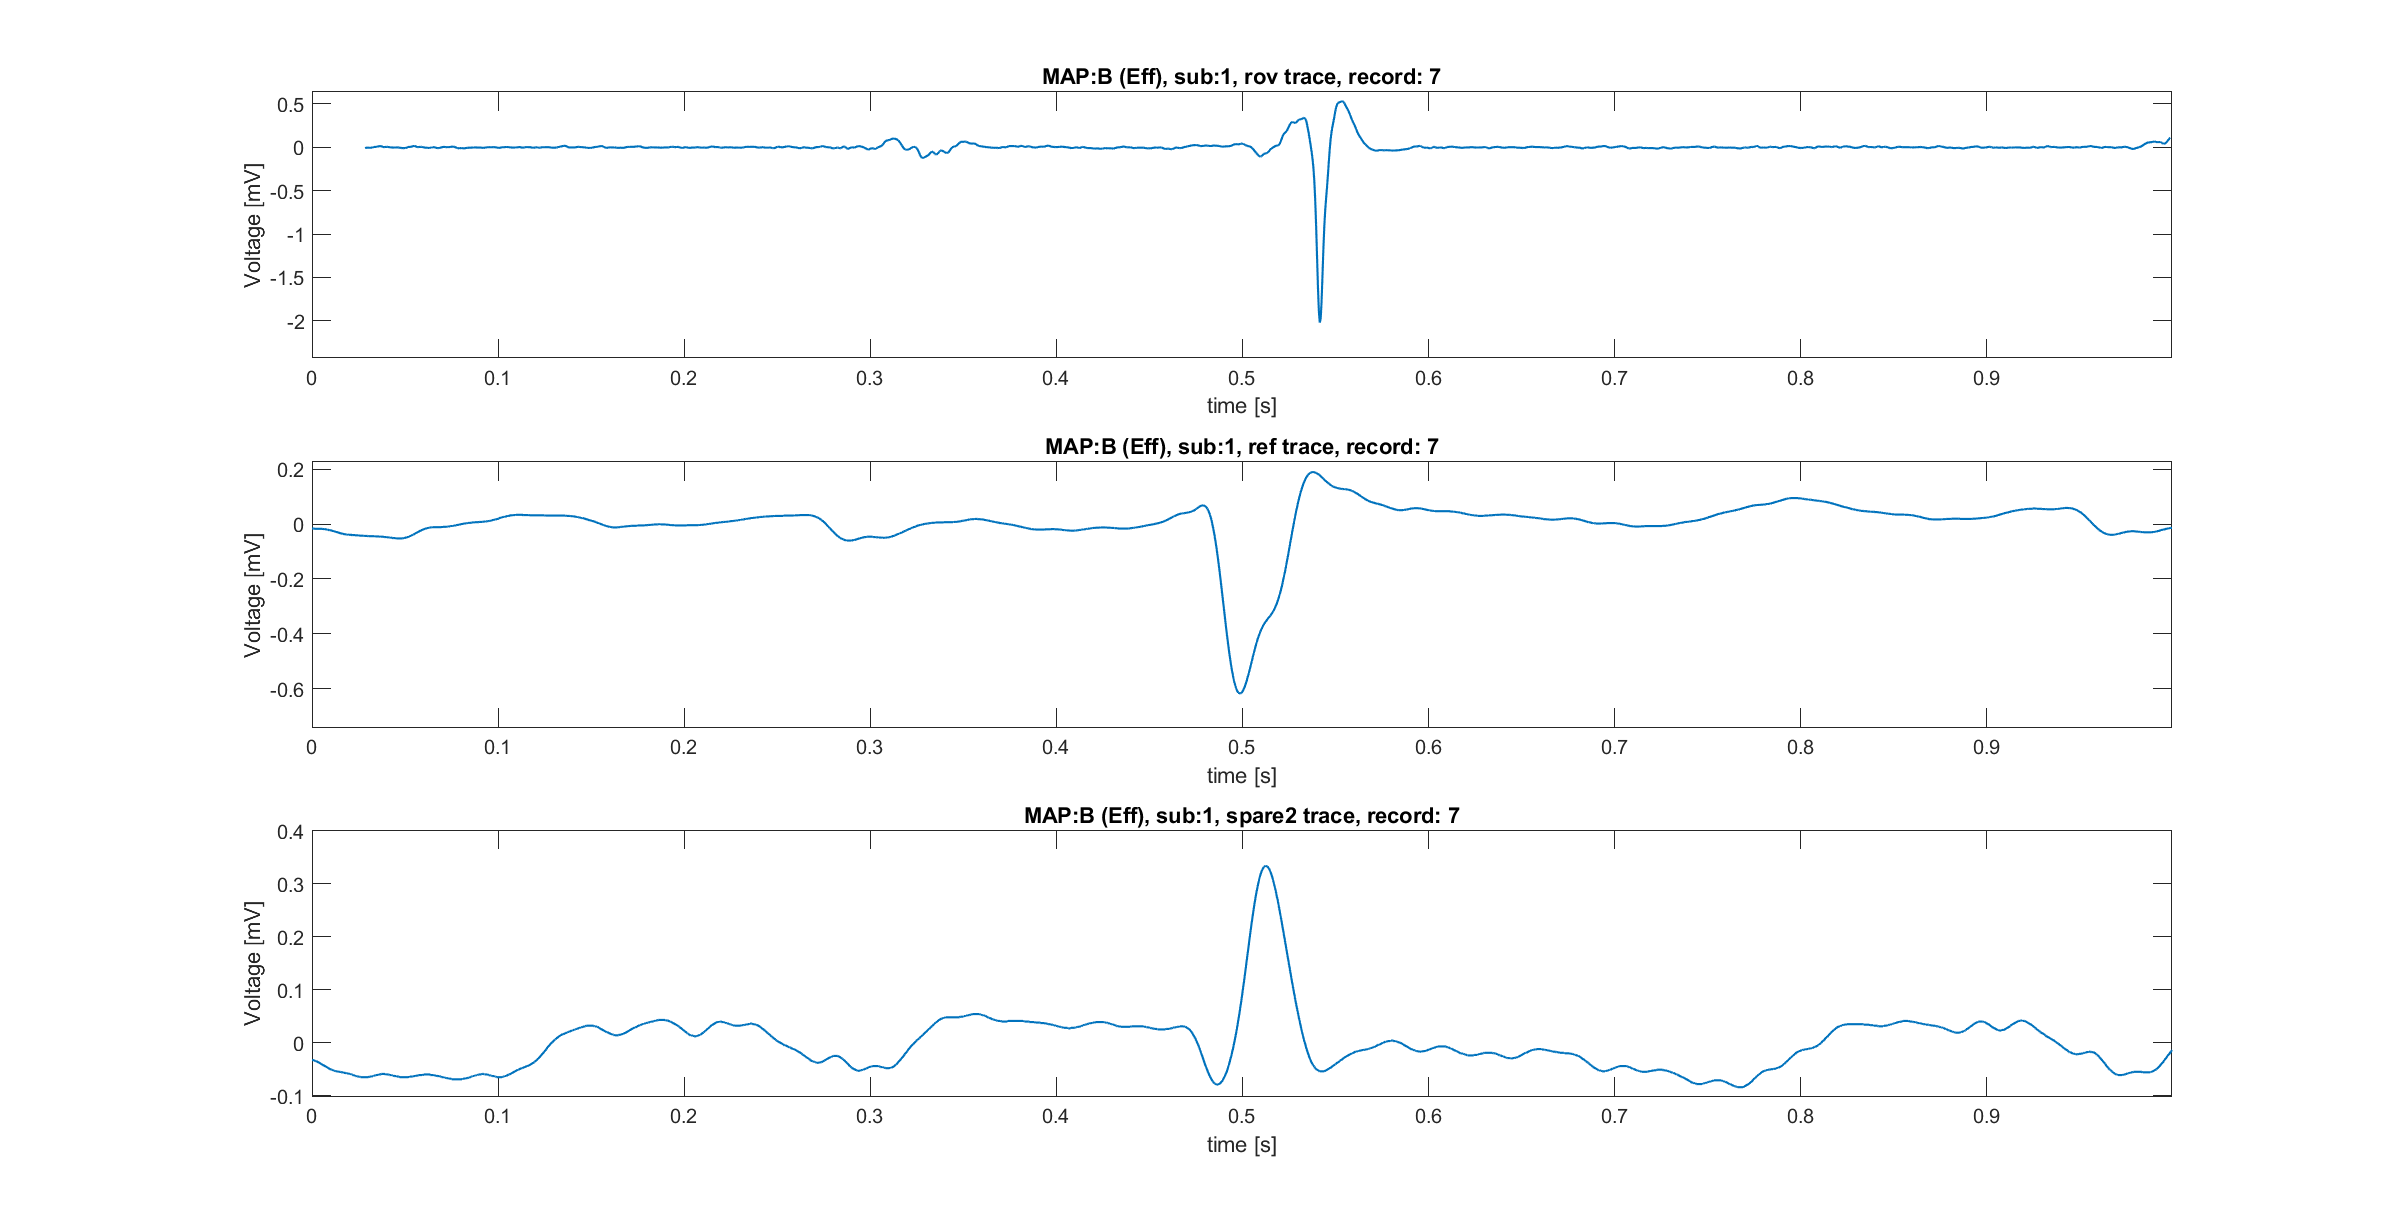 MAP:B (Eff), sub:1, rov trace, record: 7
0.5
0
-0.5
-1
-1.5
-2
Voltage [mV]
0 0.1 0.2 0.3 0.4 0.5 0.6 0.7 0.8 0.9
time [s]
MAP:B (Eff), sub:1, ref trace, record: 7
0.2
0
-0.2
-0.4
-0.6
Voltage [mV]
0 0.1 0.2 0.3 0.4 0.5 0.6 0.7 0.8 0.9
time [s]
MAP:B (Eff), sub:1, spare2 trace, record: 7
0.4
0.3
0.2
0.1
0
-0.1
Voltage [mV]
0 0.1 0.2 0.3 0.4 0.5 0.6 0.7 0.8 0.9
time [s]